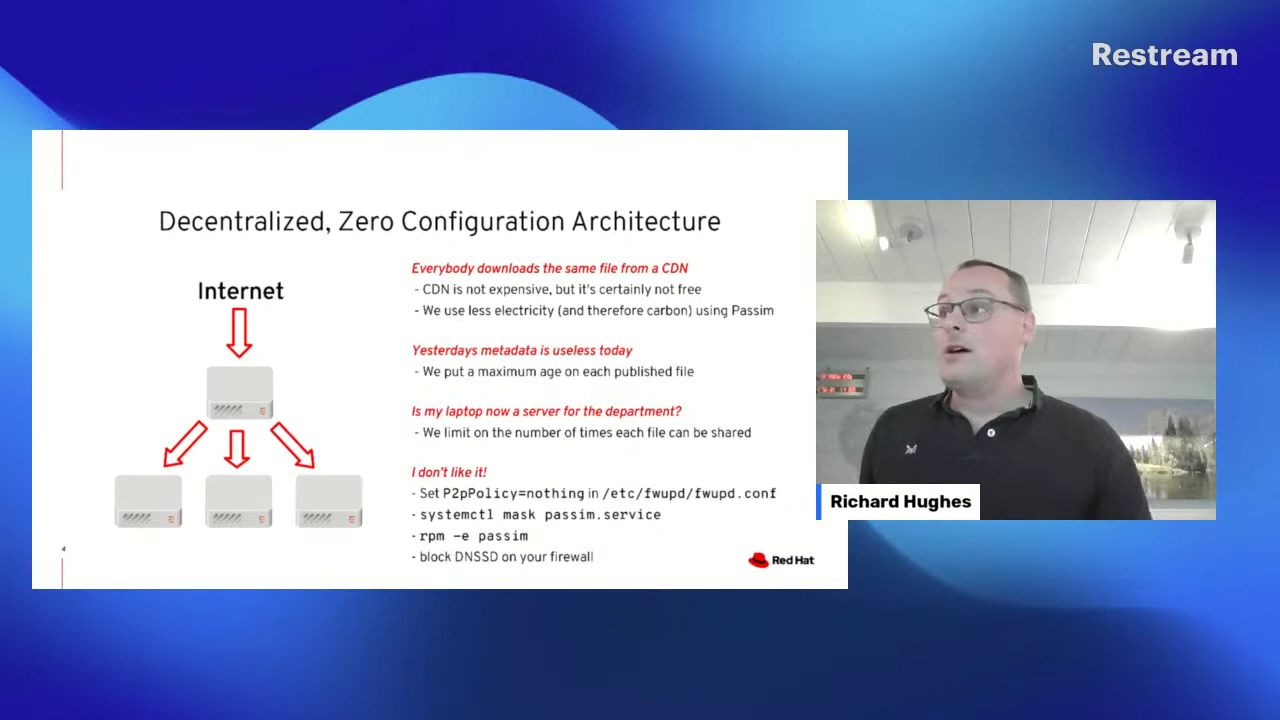 Restream
Decentralized, Zero Configuration Architecture
Internet
Everybody downloads the same file from a CDN
- CDN is not expensive, but it's certainly not free
- We use less electricity (and therefore carbon) using Passim
Yesterdays metadata is useless today
- We put a maximum age on each published file
Is my laptop now a server for the department?
- We limit on the number of times each file can be shared
I don't like it!
- Set P2pPolicy=nothing in /etc/fwupd/fwupd.conf
- systemctl mask passim.service
- rpm -e passim
- block DNSSD on your firewall
4
Red Hat
Richard Hughes